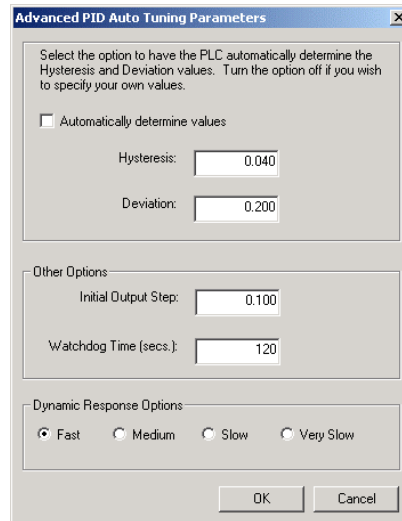 Advanced PID Auto Tuning Parameters
Select the option to have the PLC automatically determine the
Hysteresis and Deviation values. Turn the option off if you wish
to specify your own values.
Automatically determine values
Hysteresis: 0.040
Deviation: 0.200
Other Options
Initial Output Step: 0.100
Watchdog Time (secs.): 120
Dynamic Response Options
Fast Medium Slow Very Slow
OK Cancel